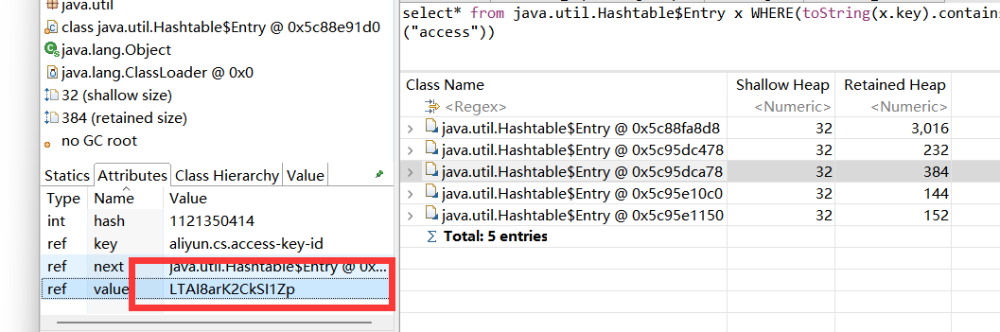 java.util
class java.util.Hashtable$Entry @ 0x5c88e91d0
java.lang.Object
java.lang.ClassLoader @ 0x0
32 (shallow size)
384 (retained size)
no GC root
Statics Attributes Class Hierarchy Value
Type Name Value
int hash 1121350414
ref key aliyun.cs.access-key-id
ref next java.util.Hashtable$Entry @ 0x...
ref value LTAI8arK2CkSI1Zp
select* from java.util.Hashtable$Entry x WHERE(toString(x.key).contains
("access"))
Class Name Shallow Heap Retained Heap
<Regex> <Numeric> <Numeric>
java.util.Hashtable$Entry @ 0x5c88fa8d8 32 3,016
java.util.Hashtable$Entry @ 0x5c95dc478 32 232
java.util.Hashtable$Entry @ 0x5c95dca78 32 384
java.util.Hashtable$Entry @ 0x5c95e10c0 32 144
java.util.Hashtable$Entry @ 0x5c95e1150 32 152
Σ Total: 5 entries